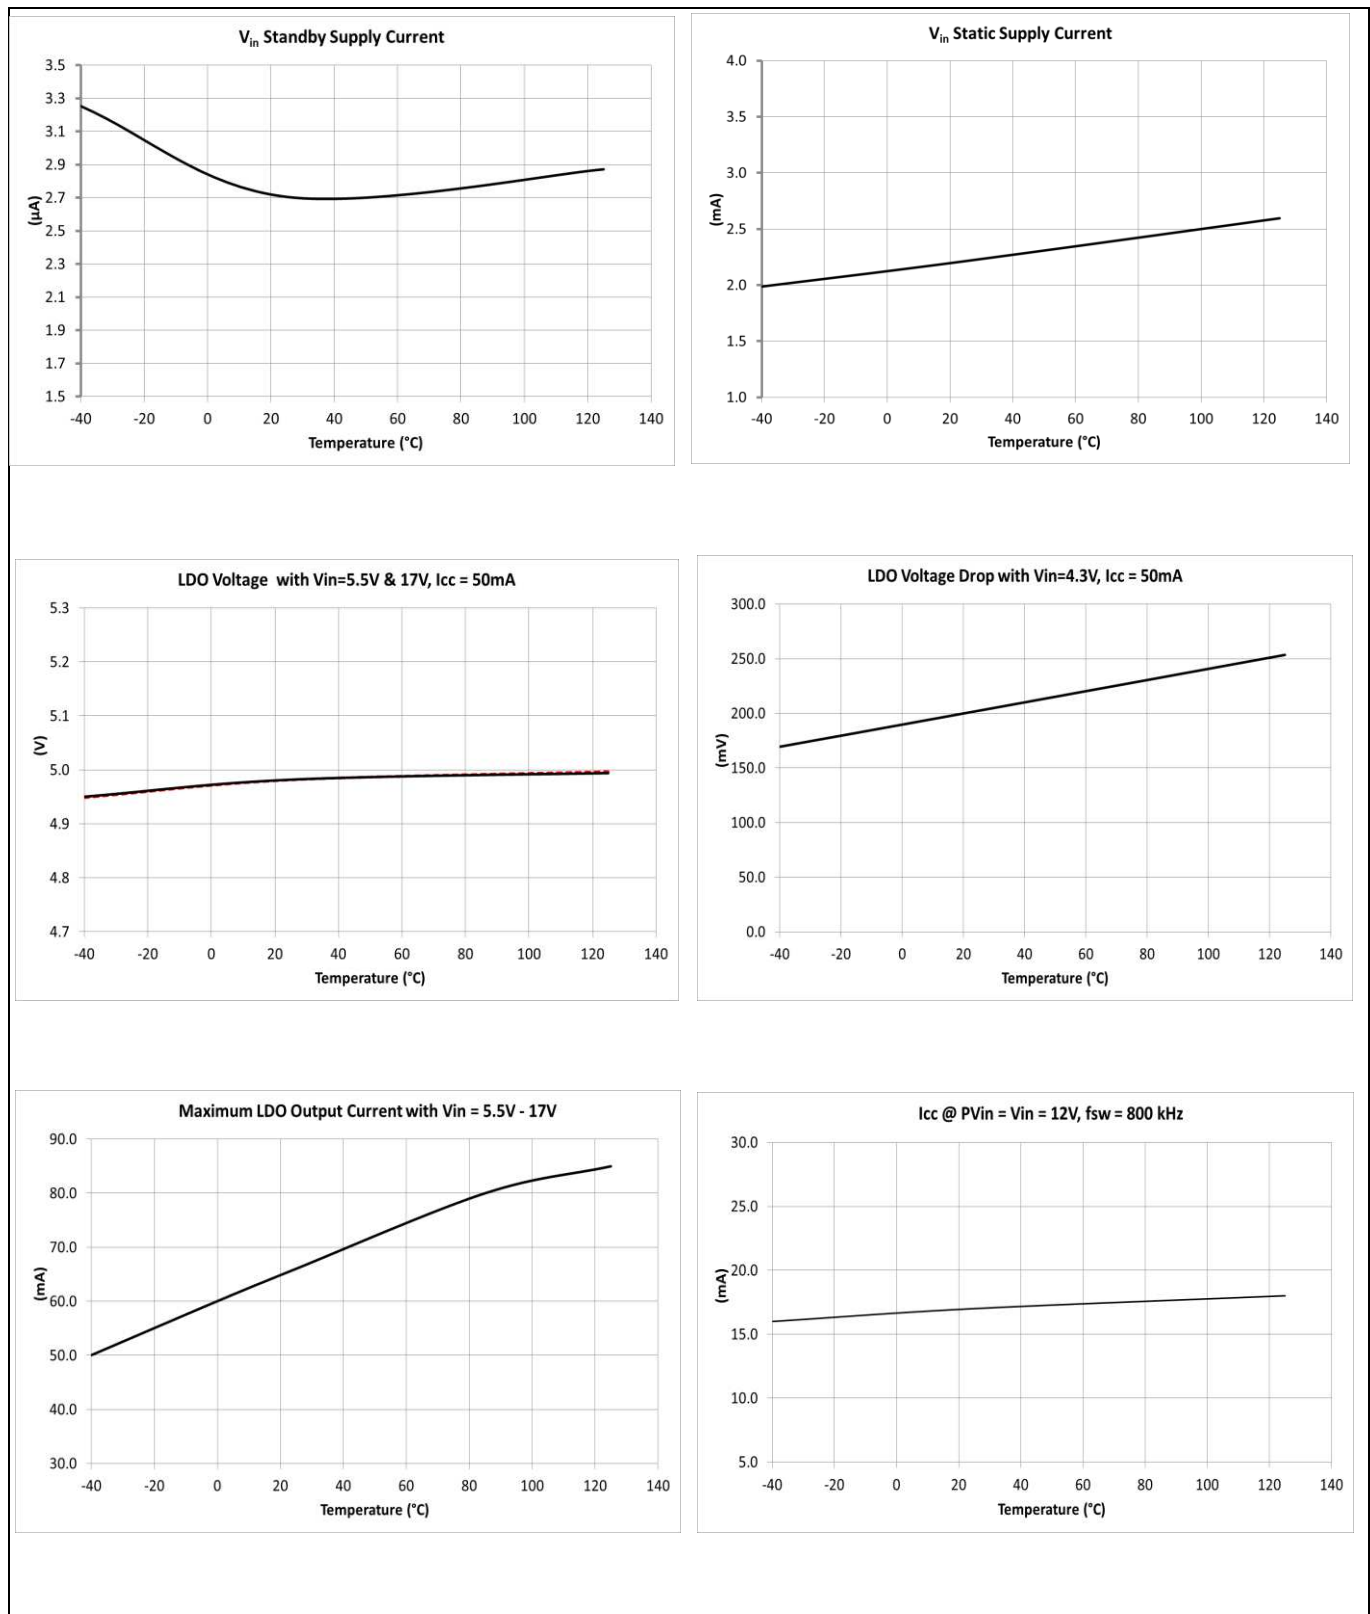 V_in Standby Supply Current
3.5
3.3
3.1
2.9
2.7
2.5
2.3
2.1
1.9
1.7
1.5
(µA)
-40 -20 0 20 40 60 80 100 120 140
Temperature (°C)
V_in Static Supply Current
4.0
3.5
3.0
2.5
2.0
1.5
1.0
(mA)
-40 -20 0 20 40 60 80 100 120 140
Temperature (°C)
LDO Voltage with Vin=5.5V & 17V, Icc = 50mA
5.3
5.2
5.1
5.0
4.9
4.8
4.7
(V)
-40 -20 0 20 40 60 80 100 120 140
Temperature (°C)
LDO Voltage Drop with Vin=4.3V, Icc = 50mA
300.0
250.0
200.0
150.0
100.0
50.0
0.0
(mV)
-40 -20 0 20 40 60 80 100 120 140
Temperature (°C)
Maximum LDO Output Current with Vin = 5.5V - 17V
90.0
80.0
70.0
60.0
50.0
40.0
30.0
(mA)
-40 -20 0 20 40 60 80 100 120 140
Temperature (°C)
Icc @ PVin = Vin = 12V, fsw = 800 kHz
30.0
25.0
20.0
15.0
10.0
5.0
(mA)
-40 -20 0 20 40 60 80 100 120 140
Temperature (°C)